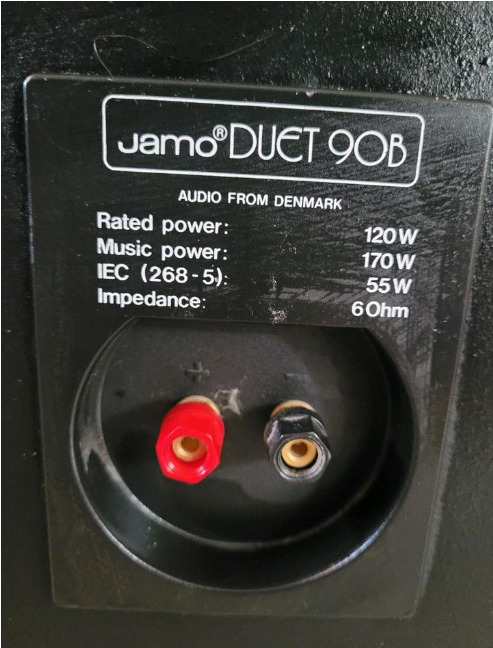 Jamo® DUET 90B
AUDIO FROM DENMARK
Rated power: 120W
Music power: 170W
IEC (268-5): 55W
Impedance: 6Ohm
+ -